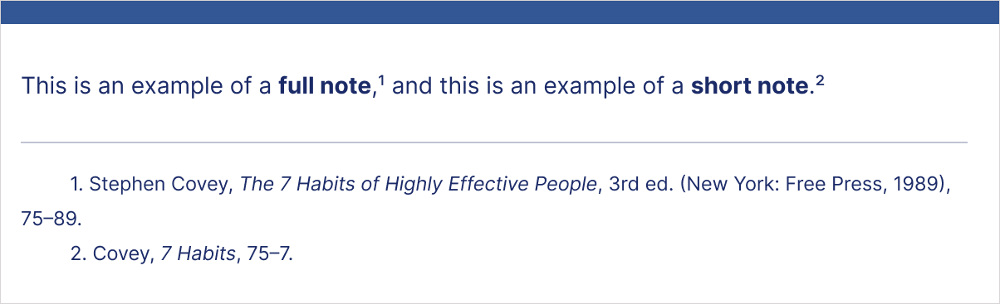 This is an example of a full note,¹ and this is an example of a short note.²
1. Stephen Covey, The 7 Habits of Highly Effective People, 3rd ed. (New York: Free Press, 1989),
75–89.
2. Covey, 7 Habits, 75–7.